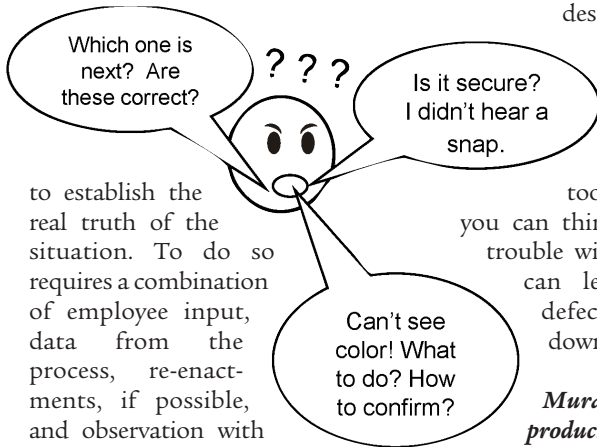 Which one is
next? Are
these correct?
? ? ?
Is it secure?
I didn't hear a
snap.
Can't see
color! What
to do? How
to confirm?
to establish the
real truth of the
situation. To do so
requires a combination
of employee input,
data from the
process, re-enact-
ments, if possible,
and observation with
des
too
you can thin
trouble wi
can le
defec
down
Mura
produc